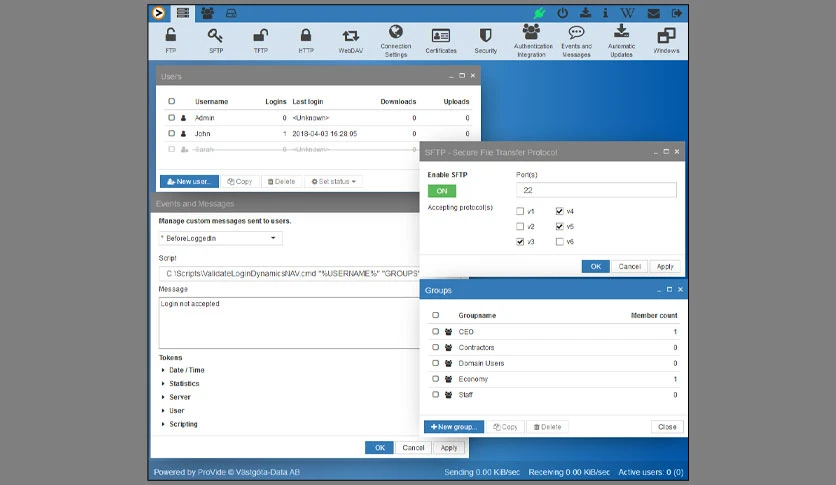 FTP SFTP TFTP HTTP WebDAV Connection Settings Certificates Security Authentication Integration Events and Messages Automatic Updates Windows
Users
Username Logins Last login Downloads Uploads
Admin 0 <Unknown> 0 0
John 1 2018-04-03 16:28:05 0 0
Sarah 0 <Unknown> 0 0
New user... Copy Delete Set status
SFTP - Secure File Transfer Protocol
Enable SFTP Port(s)
ON 22
Accepting protocol(s) v1 v4
v2 v5
v3 v6
OK Cancel Apply
Events and Messages
Manage custom messages sent to users.
* BeforeLoggedIn
Script
C:\Scripts\ValidateLoginDynamicsNAV.cmd "%USERNAME%" "GROUPS"
Message
Login not accepted
Tokens
Date / Time
Statistics
Server
User
Scripting
OK Cancel Apply
Groups
Groupname Member count
CEO 1
Contractors 0
Domain Users 0
Economy 1
Staff 0
New group... Copy Delete Close
Powered by ProVide © Västgöta-Data AB Sending 0.00 KiB/sec Receiving 0.00 KiB/sec Active users: 0 (0)